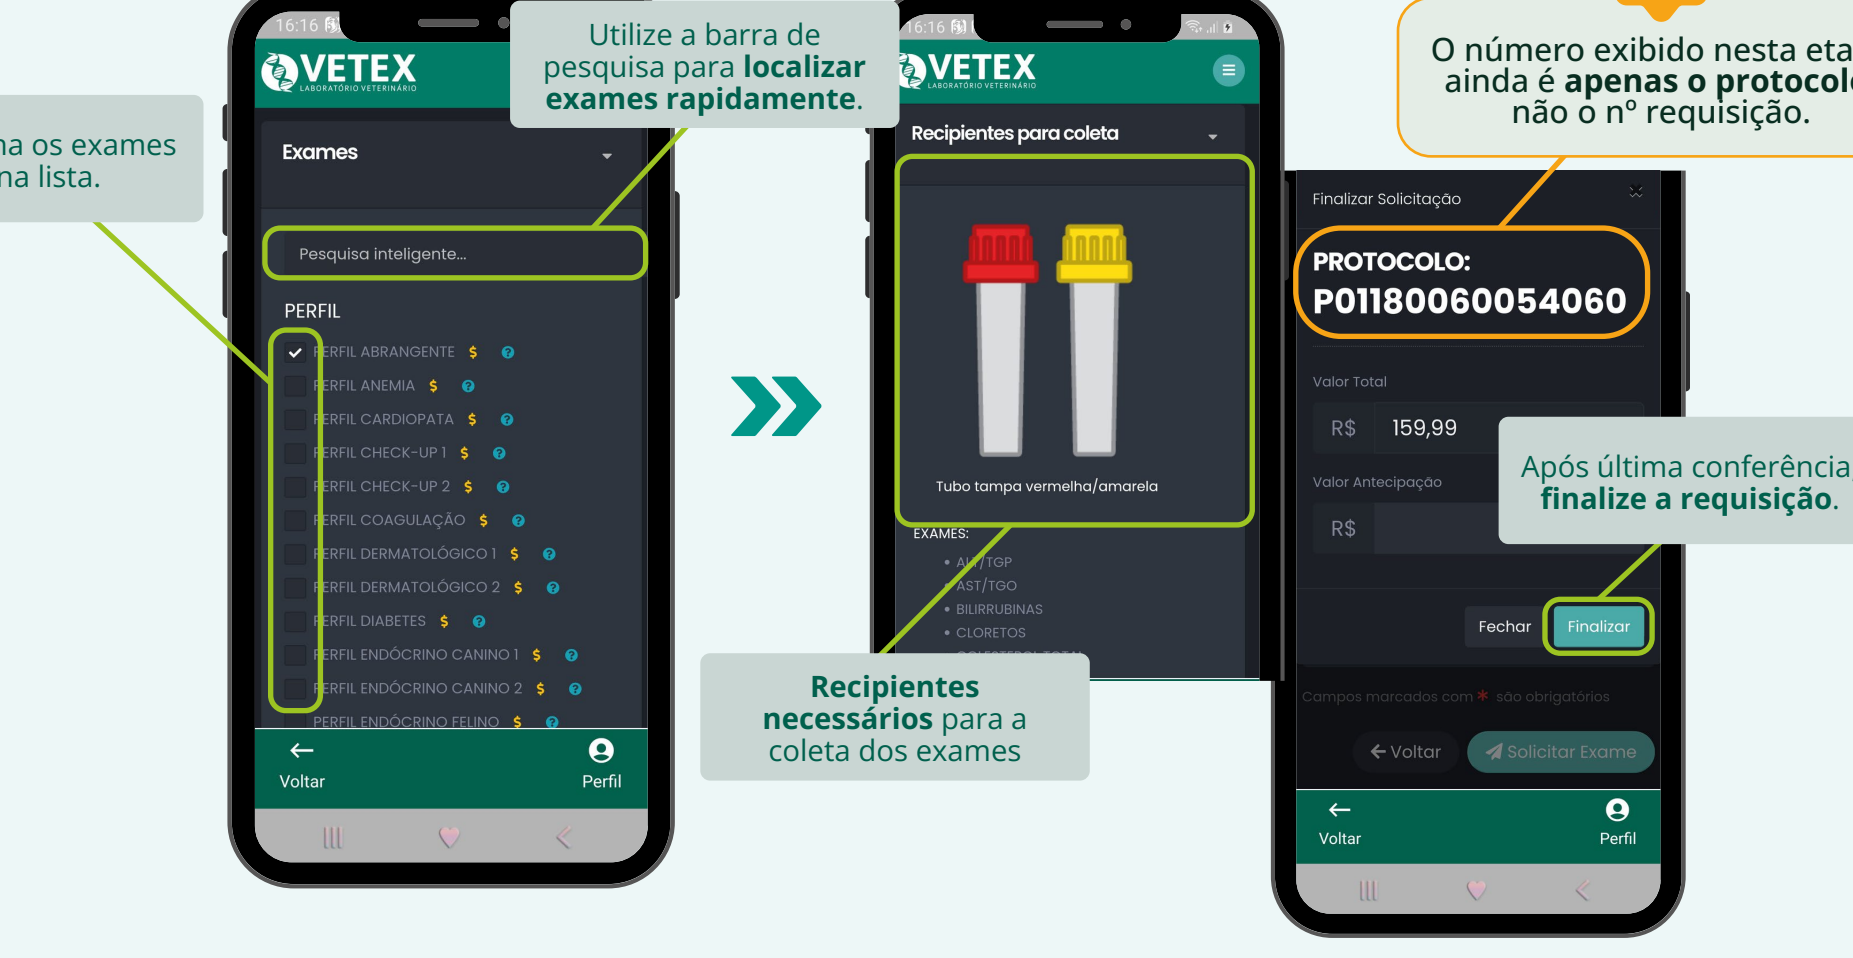 os exames
na lista.
16:16
VETEX
LABORATÓRIO VETERINÁRIO
Utilize a barra de
pesquisa para localizar
exames rapidamente.
Exames
Pesquisa inteligente...
PERFIL
PERFIL ABRANGENTE $ ?
PERFIL ANEMIA $ ?
PERFIL CARDIOPATA $ ?
PERFIL CHECK-UP 1 $ ?
PERFIL CHECK-UP 2 $ ?
PERFIL COAGULAÇÃO $ ?
PERFIL DERMATOLÓGICO 1 $ ?
PERFIL DERMATOLÓGICO 2 $ ?
PERFIL DIABETES $ ?
PERFIL ENDÓCRINO CANINO 1 $ ?
PERFIL ENDÓCRINO CANINO 2 $ ?
PERFIL ENDÓCRINO FELINO $ ?
Voltar
Perfil
16:16
VETEX
LABORATÓRIO VETERINÁRIO
Recipientes para coleta
Tubo tampa vermelha/amarela
EXAMES:
• ALT/TGP
• AST/TGO
• BILIRRUBINAS
• CLORETOS
Recipientes
necessários para a
coleta dos exames
O número exibido nesta
ainda é apenas o
não o nº requisição.
Finalizar Solicitação
PROTOCOLO:
P01180060054060
Valor Total
R$ 159,99
Valor Antecipação
R$
Após última conferência,
finalize a requisição.
Fechar
Finalizar
Campos marcados com * são obrigatórios
Voltar
Solicitar Exame
Voltar
Perfil